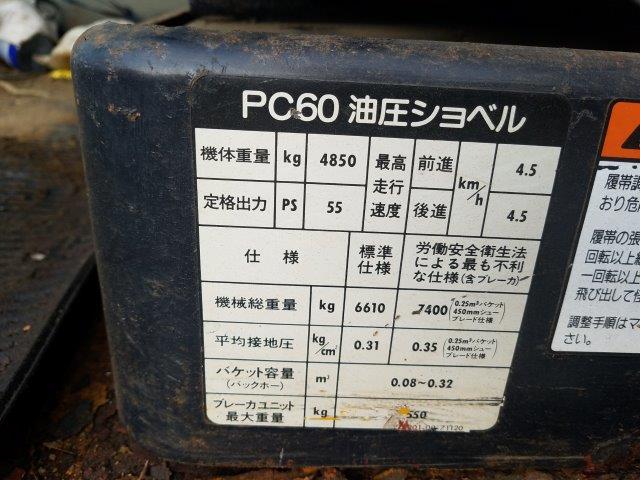 PC60 油圧ショベル
機体重量 kg 4850 最高走行速度 前進 km/h 4.5
定格出力 PS 55 後進 4.5
仕様 標準仕様 労働安全衛生法による最も不利な仕様(含ブレーカ)
機械総重量 kg 6610 7400 (0.25m³バケット 450mmシュー ブレード仕様)
平均接地圧 kg/cm² 0.31 0.35 (0.25m³バケット 450mmシュー ブレード仕様)
バケット容量(バックホー) m³ 0.08~0.32
ブレーカユニット最大重量 kg 550
履帯調
おり危
履帯の張
回転以上
一回転以上
飛び出して
調整手順はマ
さい。